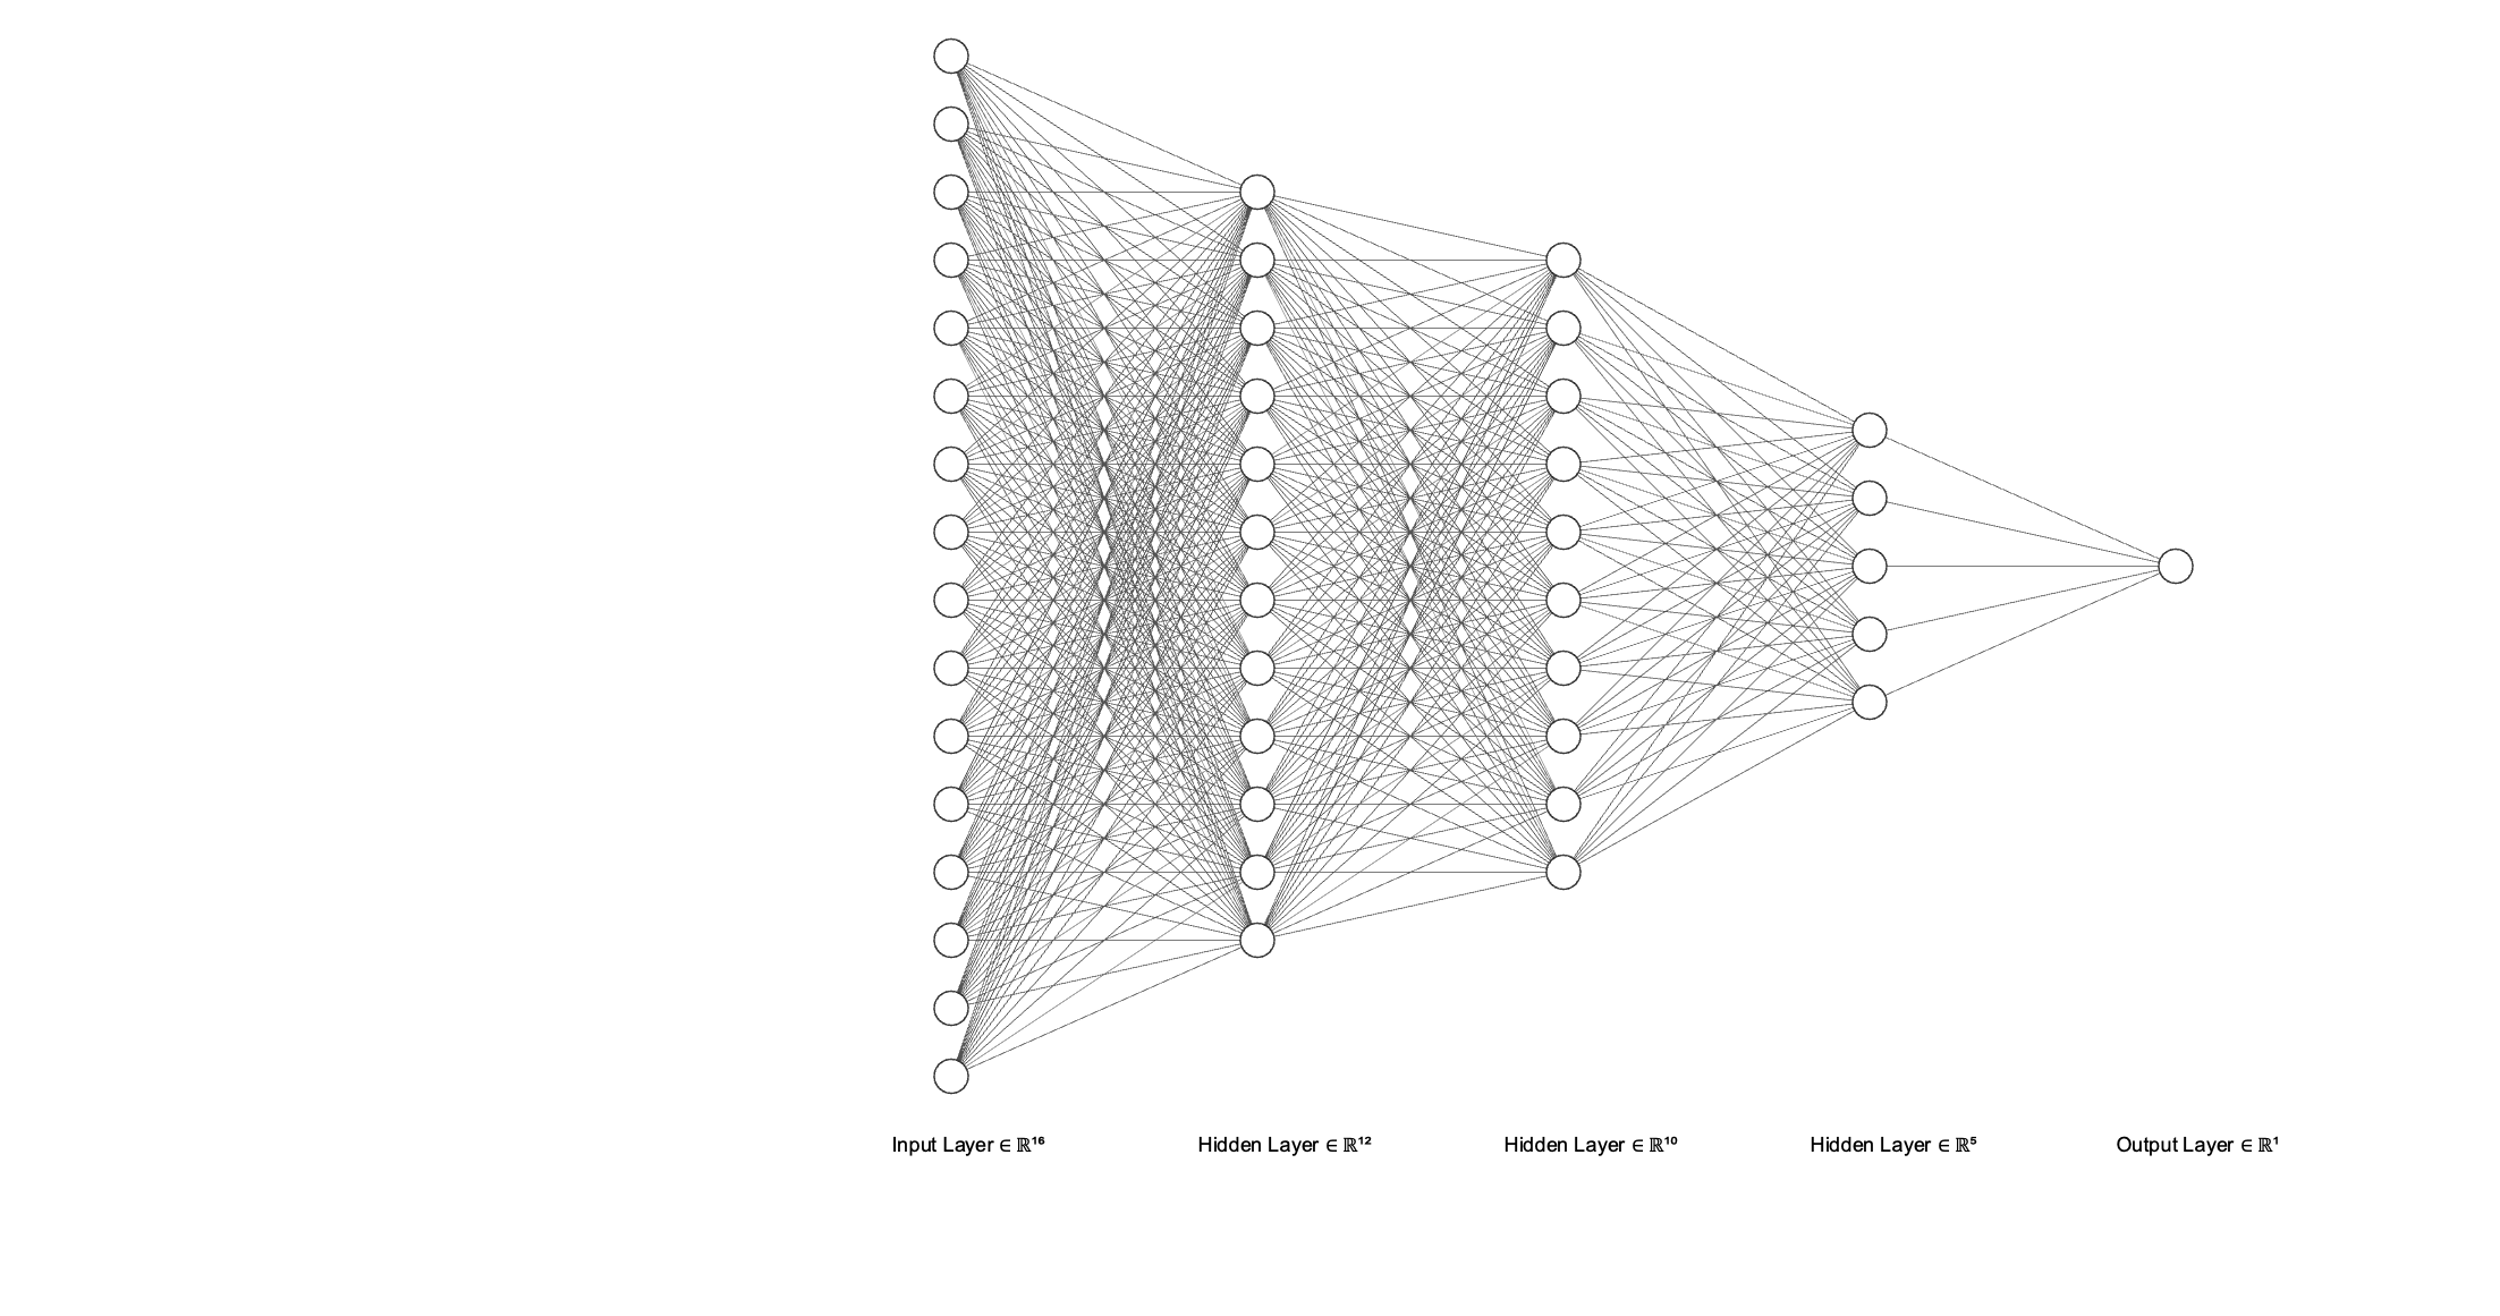 Input Layer ∈ ℝ¹⁶
Hidden Layer ∈ ℝ¹²
Hidden Layer ∈ ℝ¹⁰
Hidden Layer ∈ ℝ⁵
Output Layer ∈ ℝ¹